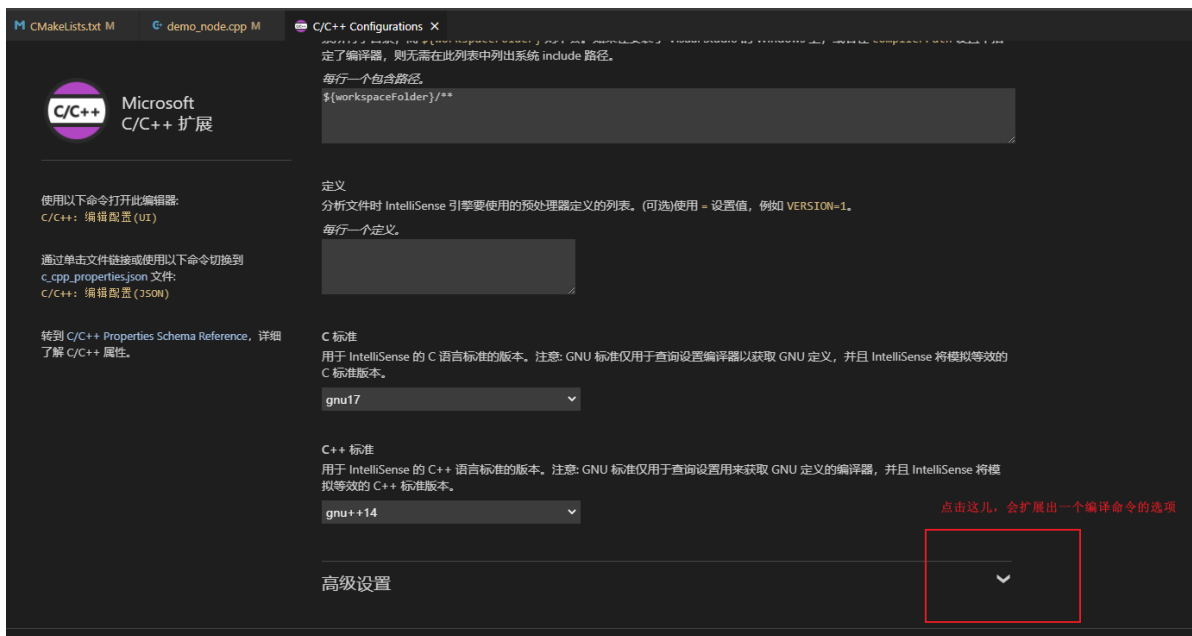 CMakeLists.txt M
demo_node.cpp M
C/C++ Configurations
定了编译器，则无需在此列表中列出系统 include 路径。
每行一个包含路径。
${workspaceFolder}/**
C/C++
Microsoft
C/C++ 扩展
使用以下命令打开此编辑器:
C/C++: 编辑配置(UI)
通过单击文件链接或使用以下命令切换到
c_cpp_properties.json 文件:
C/C++: 编辑配置(JSON)
转到 C/C++ Properties Schema Reference，详细
了解 C/C++ 属性。
定义
分析文件时 IntelliSense 引擎要使用的预处理器定义的列表。(可选)使用 = 设置值，例如 VERSION=1。
每行一个定义。
C 标准
用于 IntelliSense 的 C 语言标准的版本。注意: GNU 标准仅用于查询设置编译器以获取 GNU 定义，并且 IntelliSense 将模拟等效的
C 标准版本。
gnu17
C++ 标准
用于 IntelliSense 的 C++ 语言标准的版本。注意: GNU 标准仅用于查询设置用来获取 GNU 定义的编译器，并且 IntelliSense 将模
拟等效的 C++ 标准版本。
gnu++14
点击这儿，会扩展出一个编译命令的选项
高级设置